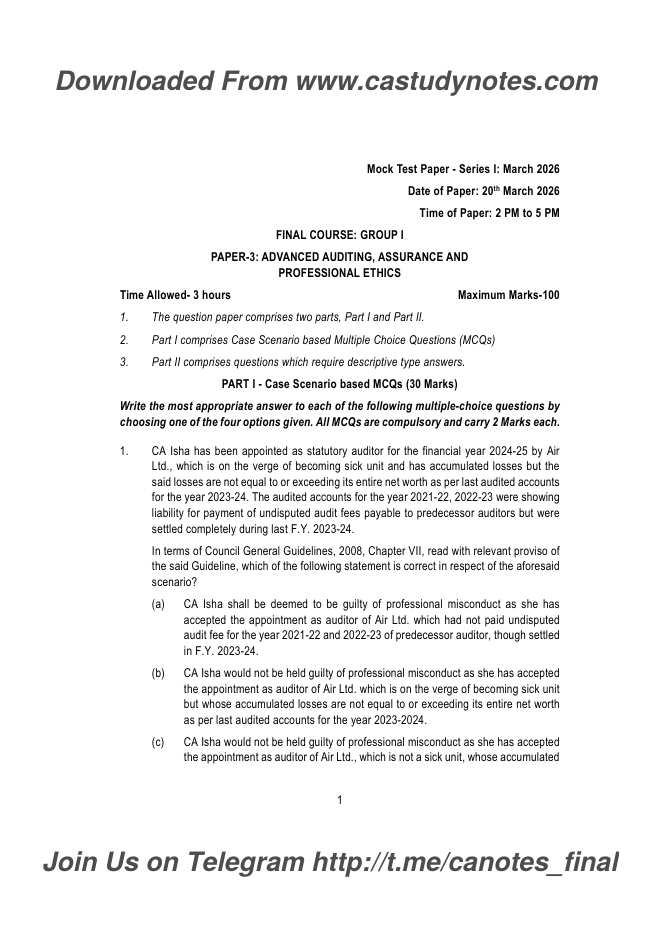 Downloaded From www.castudynotes.com
Mock Test Paper - Series I: March 2026
Date of Paper: 20th March 2026
Time of Paper: 2 PM to 5 PM
FINAL COURSE: GROUP I
PAPER-3: ADVANCED AUDITING, ASSURANCE AND
PROFESSIONAL ETHICS
Time Allowed- 3 hours Maximum Marks-100
1. The question paper comprises two parts, Part I and Part II.
2. Part I comprises Case Scenario based Multiple Choice Questions (MCQs)
3. Part II comprises questions which require descriptive type answers.
PART I - Case Scenario based MCQs (30 Marks)
Write the most appropriate answer to each of the following multiple-choice questions by
choosing one of the four options given. All MCQs are compulsory and carry 2 Marks each.
1. CA Isha has been appointed as statutory auditor for the financial year 2024-25 by Air
Ltd., which is on the verge of becoming sick unit and has accumulated losses but the
said losses are not equal to or exceeding its entire net worth as per last audited accounts
for the year 2023-24. The audited accounts for the year 2021-22, 2022-23 were showing
liability for payment of undisputed audit fees payable to predecessor auditors but were
settled completely during last F.Y. 2023-24.
In terms of Council General Guidelines, 2008, Chapter VII, read with relevant proviso of
the said Guideline, which of the following statement is correct in respect of the aforesaid
scenario?
(a) CA Isha shall be deemed to be guilty of professional misconduct as she has
accepted the appointment as auditor of Air Ltd. which had not paid undisputed
audit fee for the year 2021-22 and 2022-23 of predecessor auditor, though settled
in F.Y. 2023-24.
(b) CA Isha would not be held guilty of professional misconduct as she has accepted
the appointment as auditor of Air Ltd. which is on the verge of becoming sick unit
but whose accumulated losses are not equal to or exceeding its entire net worth
as per last audited accounts for the year 2023-2024.
(c) CA Isha would not be held guilty of professional misconduct as she has accepted
the appointment as auditor of Air Ltd., which is not a sick unit, whose accumulated
1
Join Us on Telegram http://t.me/canotes_final